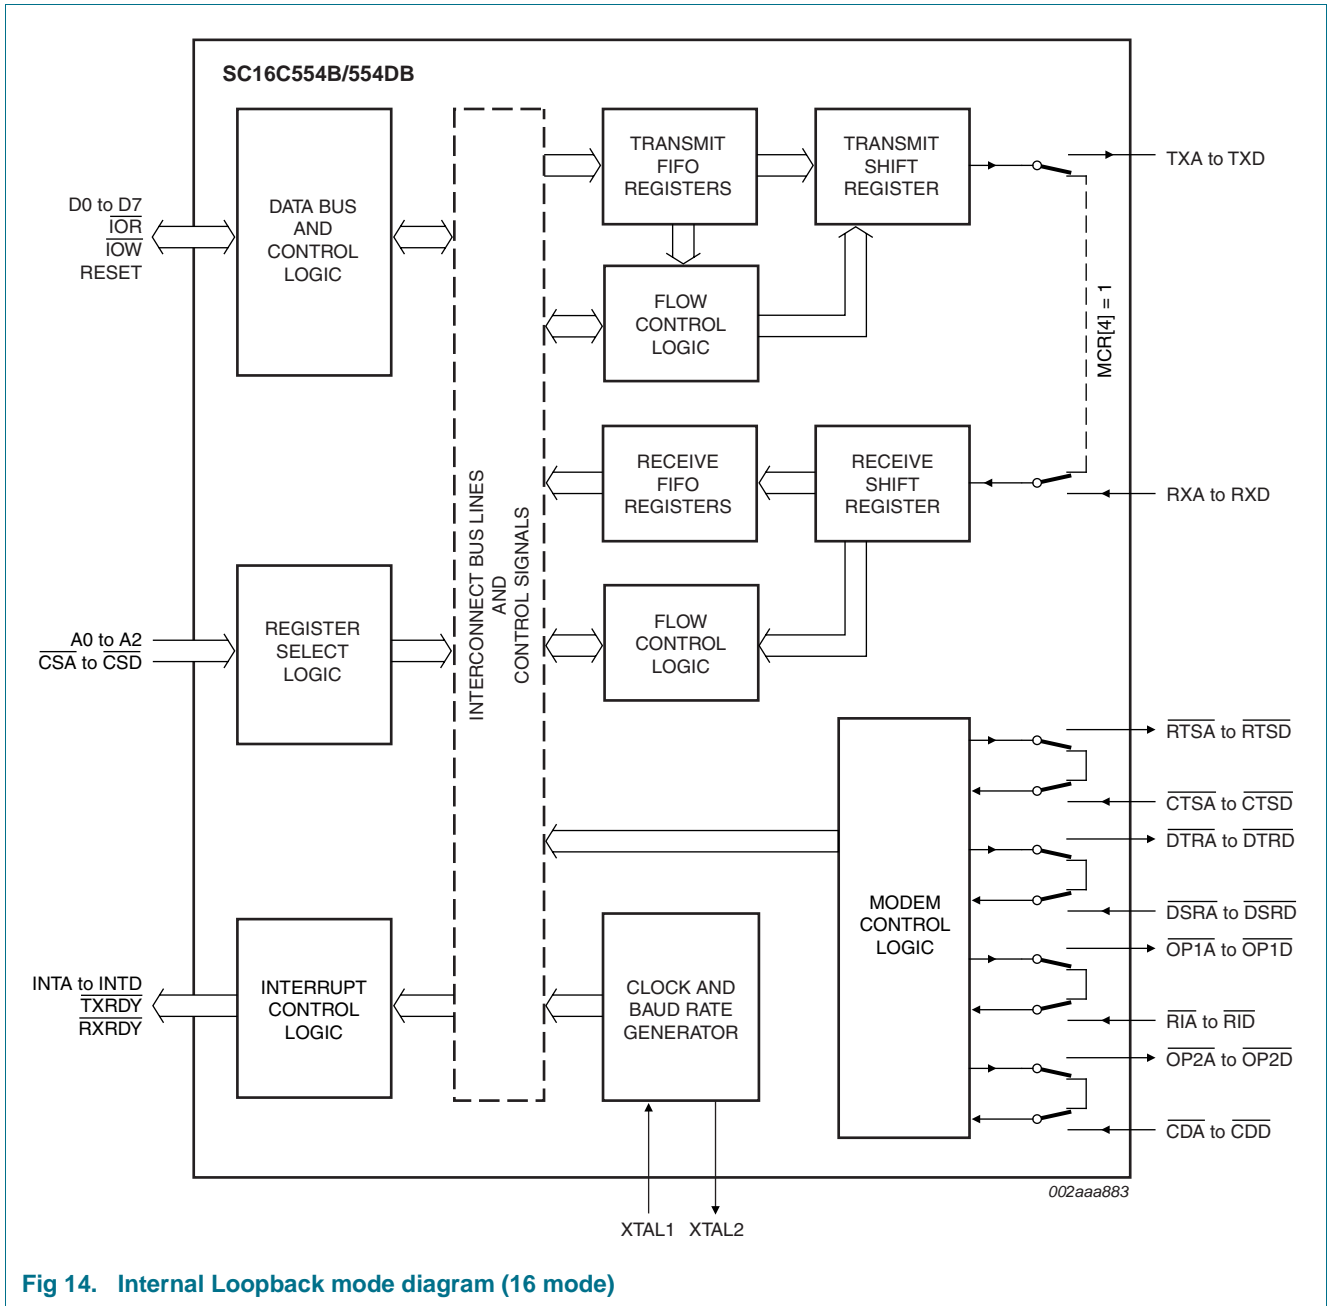 SC16C554B/554DB
D0 to D7
IOR
IOW
RESET
DATA BUS
AND
CONTROL
LOGIC
TRANSMIT
FIFO
REGISTERS
TRANSMIT
SHIFT
REGISTER
TXA to TXD
FLOW
CONTROL
LOGIC
MCR[4] = 1
RECEIVE
FIFO
REGISTERS
RECEIVE
SHIFT
REGISTER
RXA to RXD
INTERCONNECT BUS LINES
AND
CONTROL SIGNALS
A0 to A2
CSA to CSD
REGISTER
SELECT
LOGIC
FLOW
CONTROL
LOGIC
RTSA to RTSD
CTSA to CTSD
DTRA to DTRD
DSRA to DSRD
OP1A to OP1D
RIA to RID
OP2A to OP2D
CDA to CDD
MODEM
CONTROL
LOGIC
INTA to INTD
TXRDY
RXRDY
INTERRUPT
CONTROL
LOGIC
CLOCK AND
BAUD RATE
GENERATOR
XTAL1 XTAL2
002aaa883
Fig 14. Internal Loopback mode diagram (16 mode)